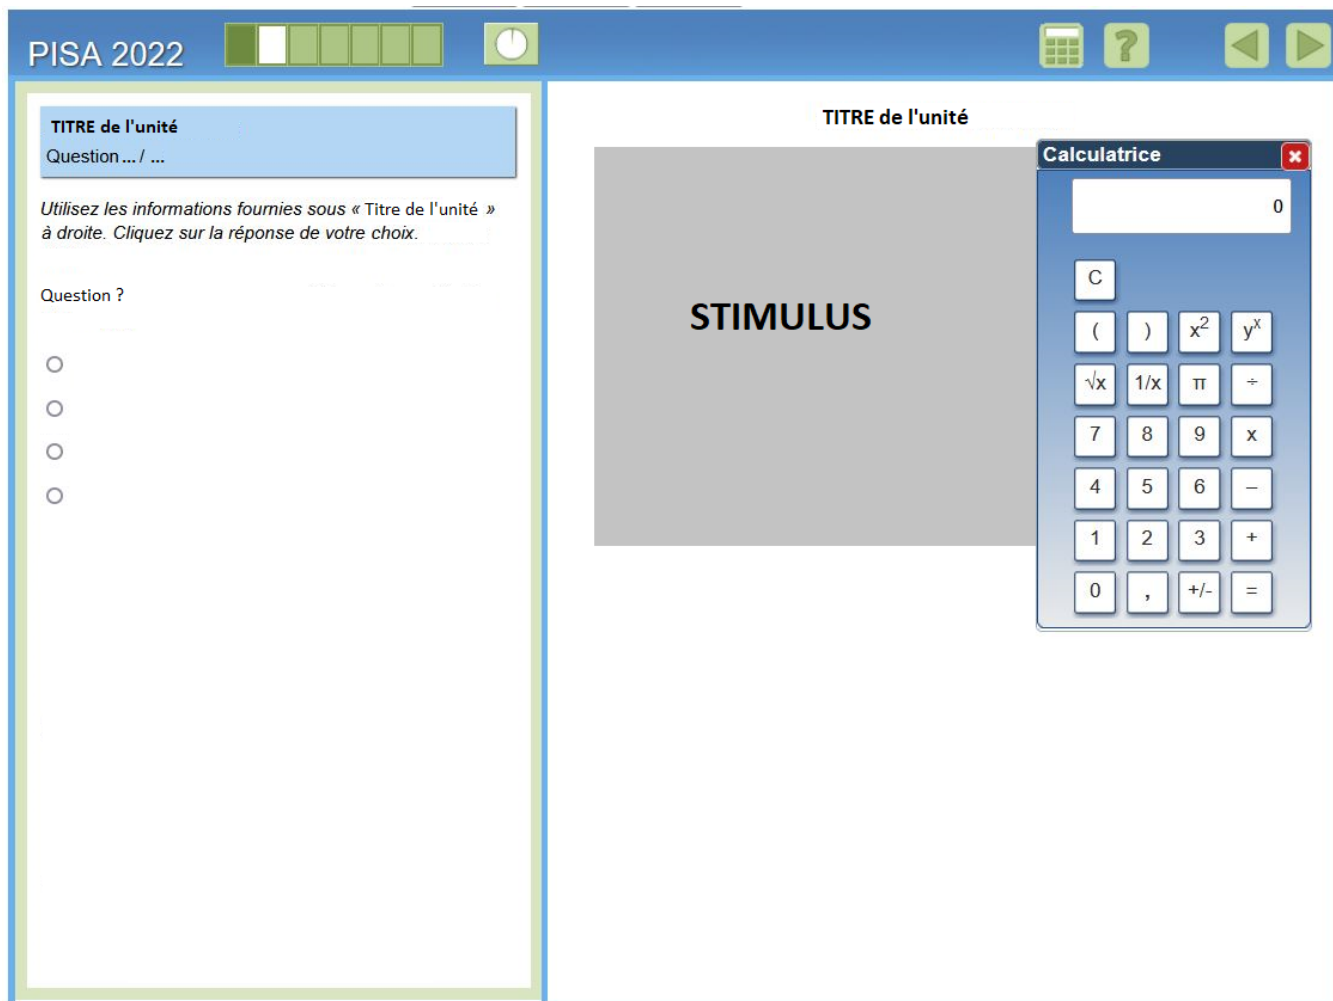 PISA 2022
?
TITRE de l'unité
Question ... / ...
Utilisez les informations fournies sous « Titre de l'unité »
à droite. Cliquez sur la réponse de votre choix.
Question ?
TITRE de l'unité
STIMULUS
Calculatrice
0
C
( ) x² yˣ
√x 1/x π ÷
7 8 9 x
4 5 6 –
1 2 3 +
0 , +/- =